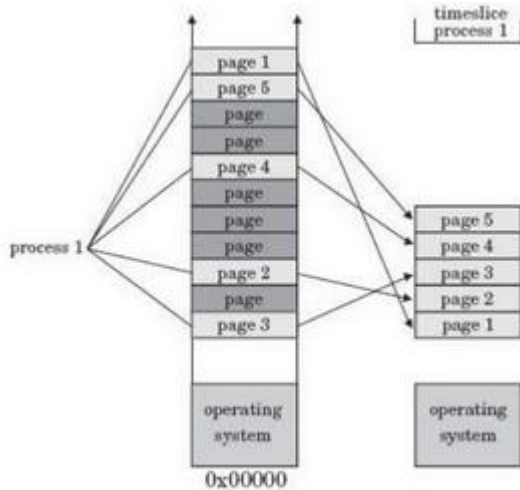 timeslice
process 1
page 1
page 5
page
page
page 4
page
page
page
page 2
page
page 3
process 1
page 5
page 4
page 3
page 2
page 1
operating
system
operating
system
0x00000